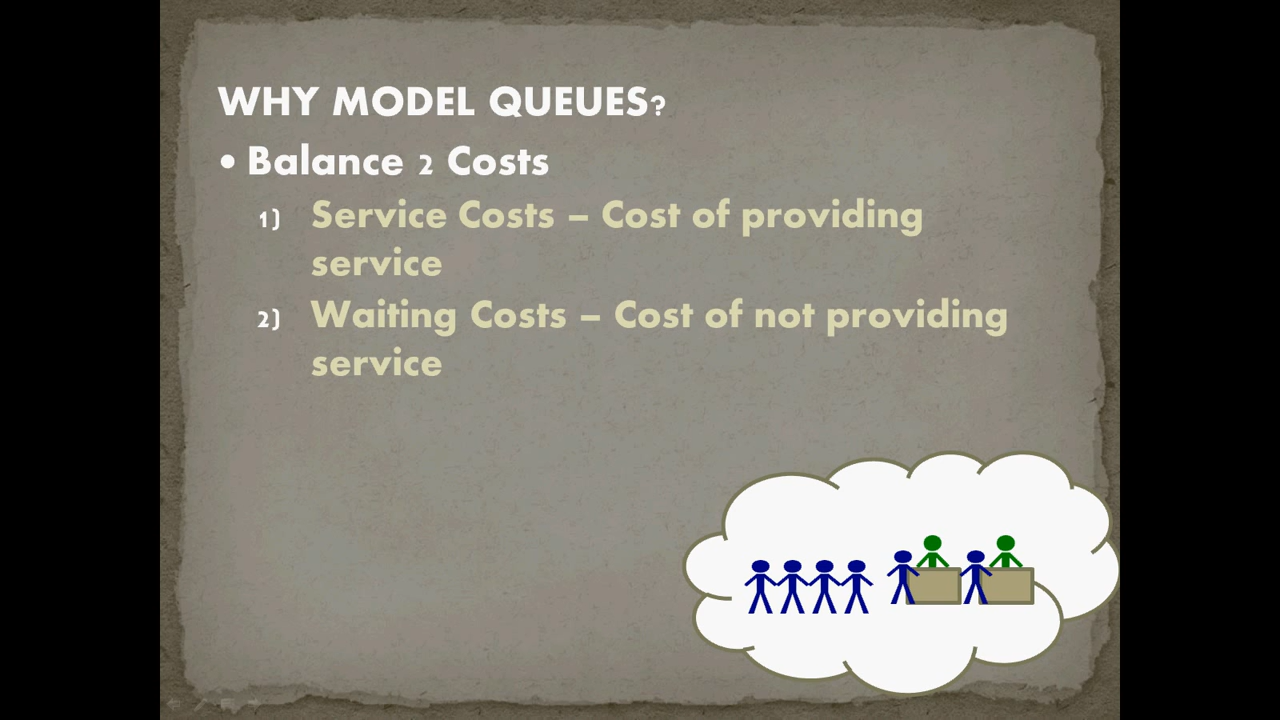 WHY MODEL QUEUES?
• Balance 2 Costs
1) Service Costs – Cost of providing
service
2) Waiting Costs – Cost of not providing
service